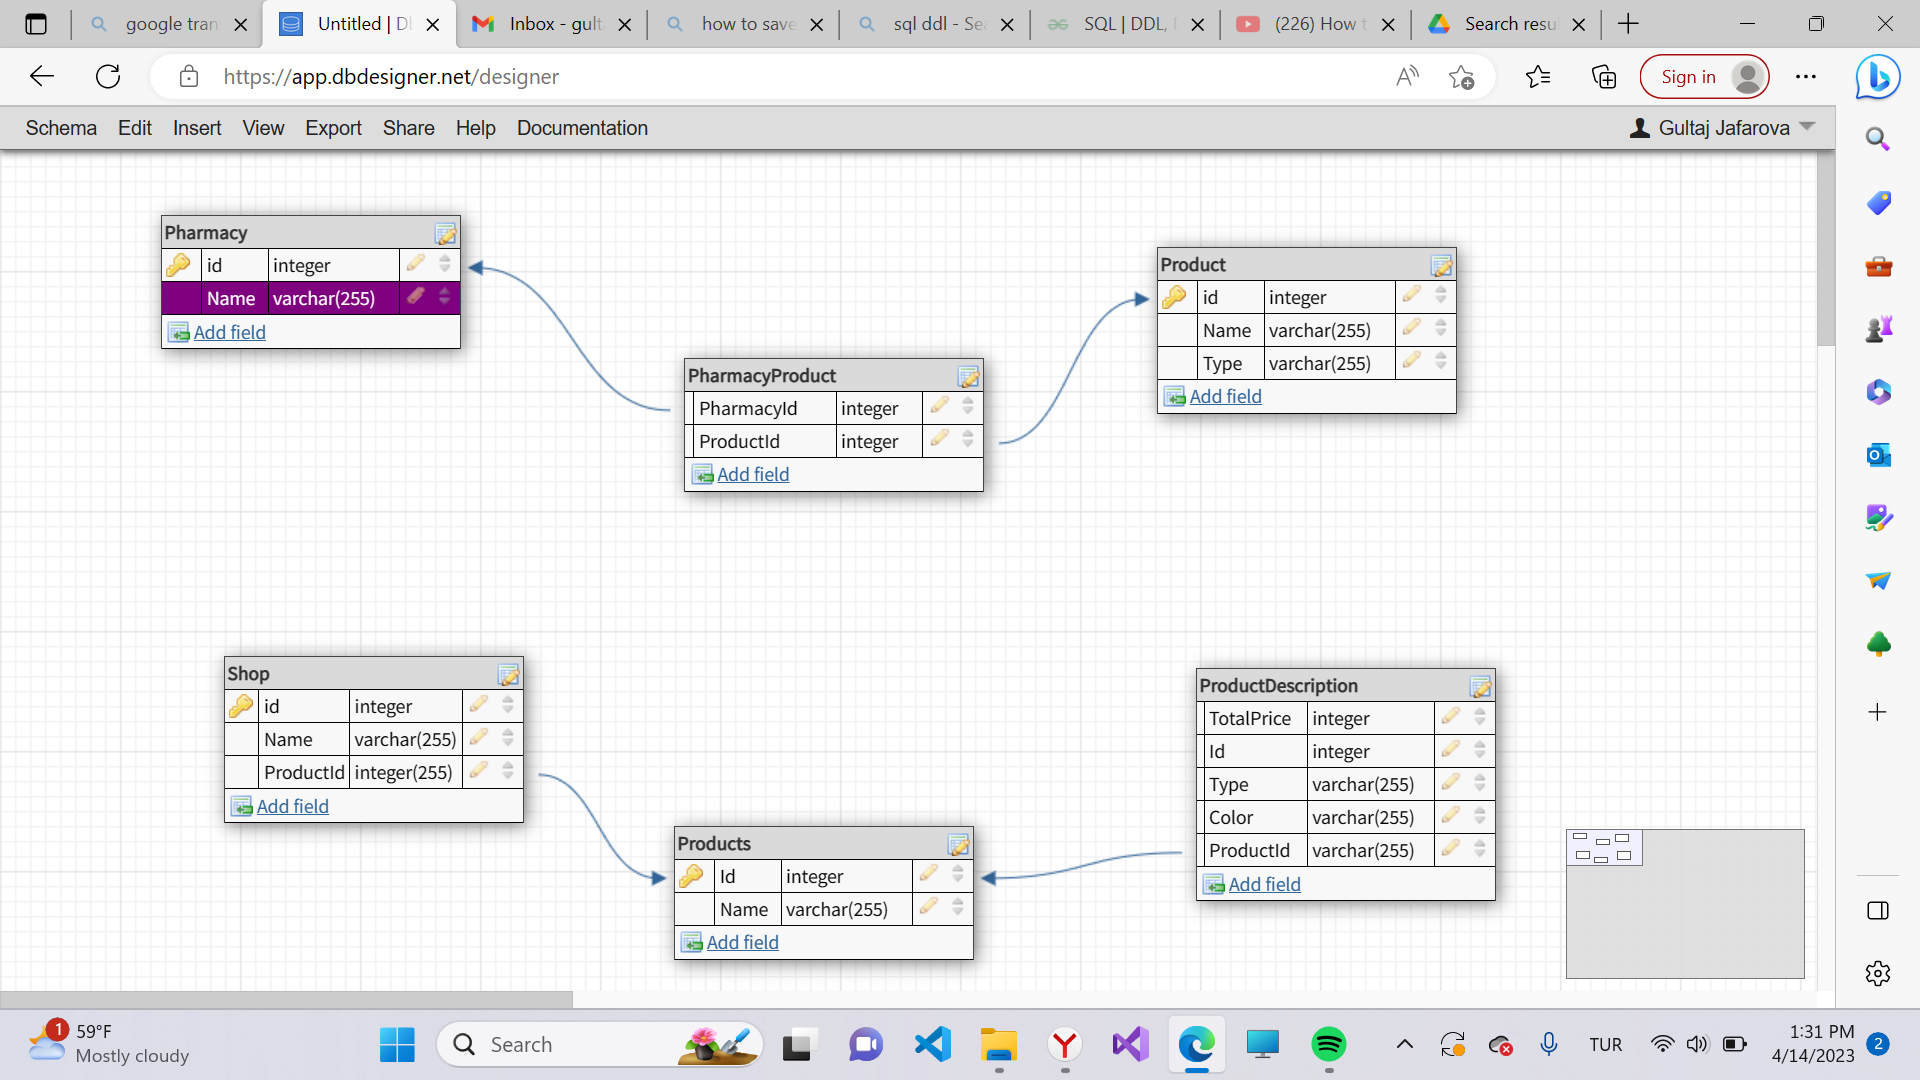 google tran
Untitled | D
Inbox - gult
how to save
sql ddl - Se
SQL | DDL,
(226) How t
Search resu
https://app.dbdesigner.net/designer
Sign in
Schema Edit Insert View Export Share Help Documentation
Gultaj Jafarova
Pharmacy
id integer
Name varchar(255)
Add field
Product
id integer
Name varchar(255)
Type varchar(255)
Add field
PharmacyProduct
PharmacyId integer
ProductId integer
Add field
Shop
id integer
Name varchar(255)
ProductId integer(255)
Add field
ProductDescription
TotalPrice integer
Id integer
Type varchar(255)
Color varchar(255)
ProductId varchar(255)
Add field
Products
Id integer
Name varchar(255)
Add field
1
59°F
Mostly cloudy
Search
TUR
1:31 PM
4/14/2023
2